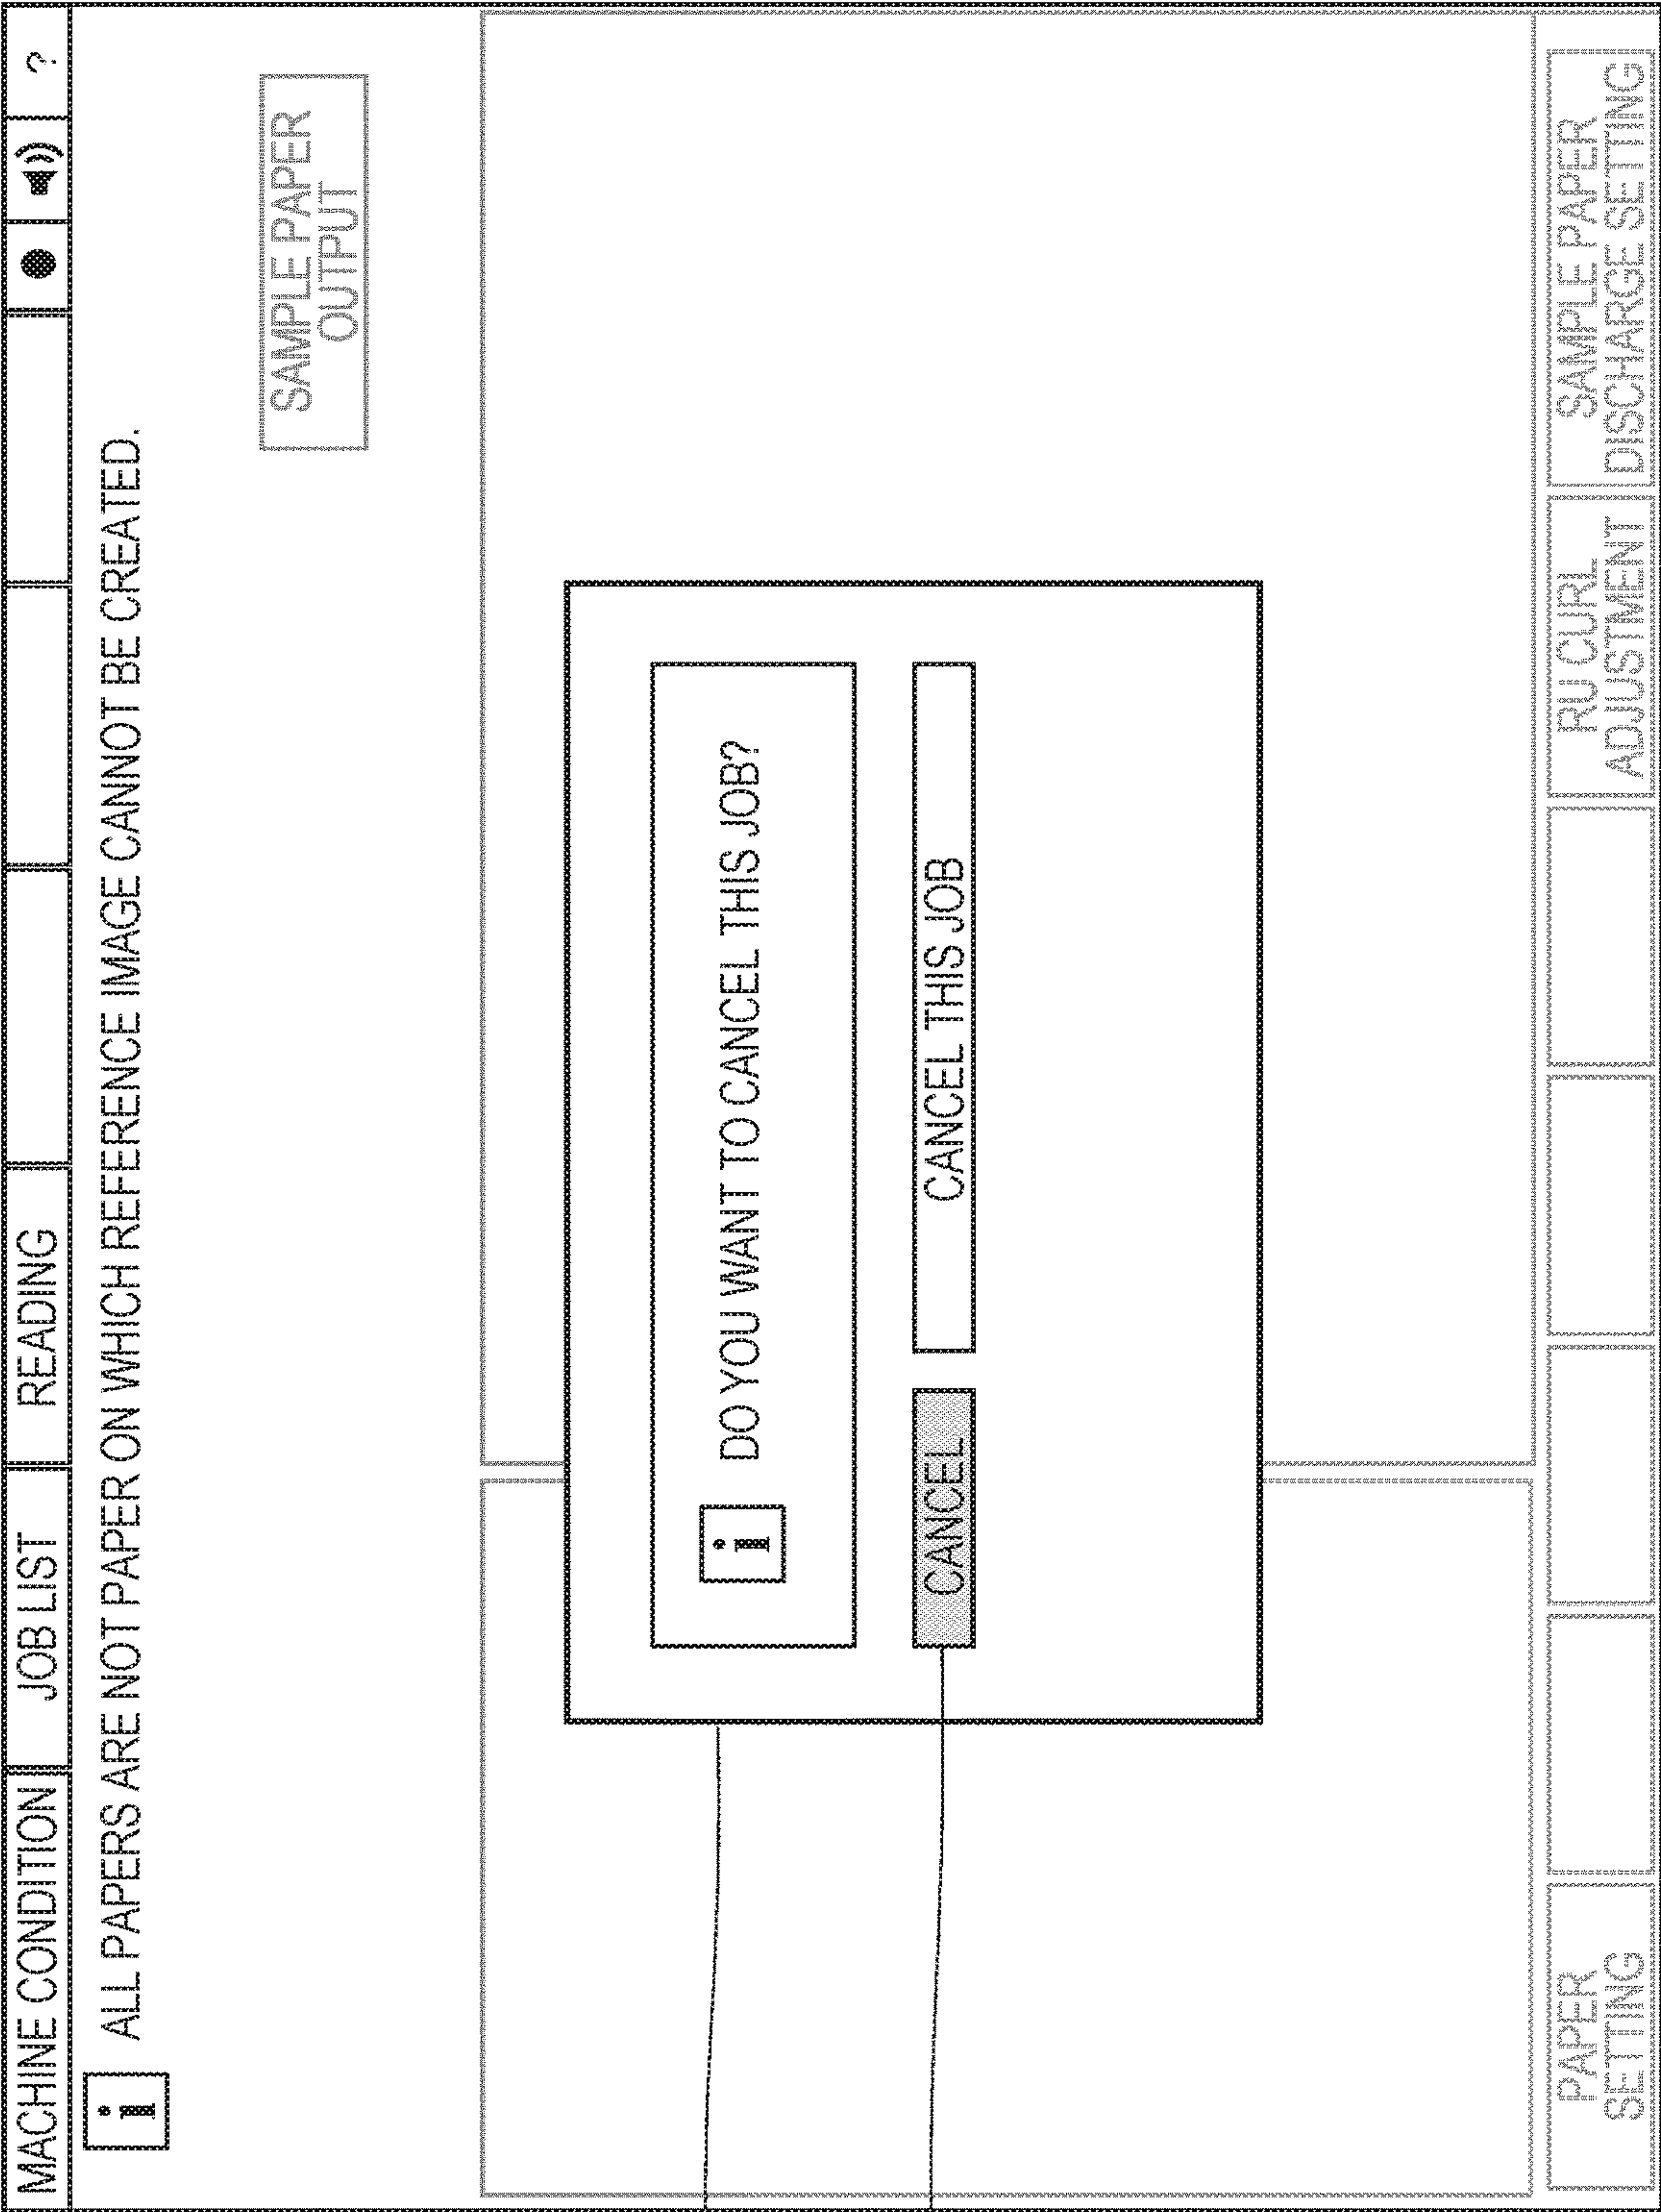 MACHINE CONDITION
JOB LIST
READING
?
i
ALL PAPERS ARE NOT PAPER ON WHICH REFERENCE IMAGE CANNOT BE CREATED.
SAMPLE PAPER
OUTPUT
i
DO YOU WANT TO CANCEL THIS JOB?
CANCEL
CANCEL THIS JOB
PAPER
SETTING
RU CURL
ADJUSTMENT
SAMPLE PAPER
DISCHARGE SETTING